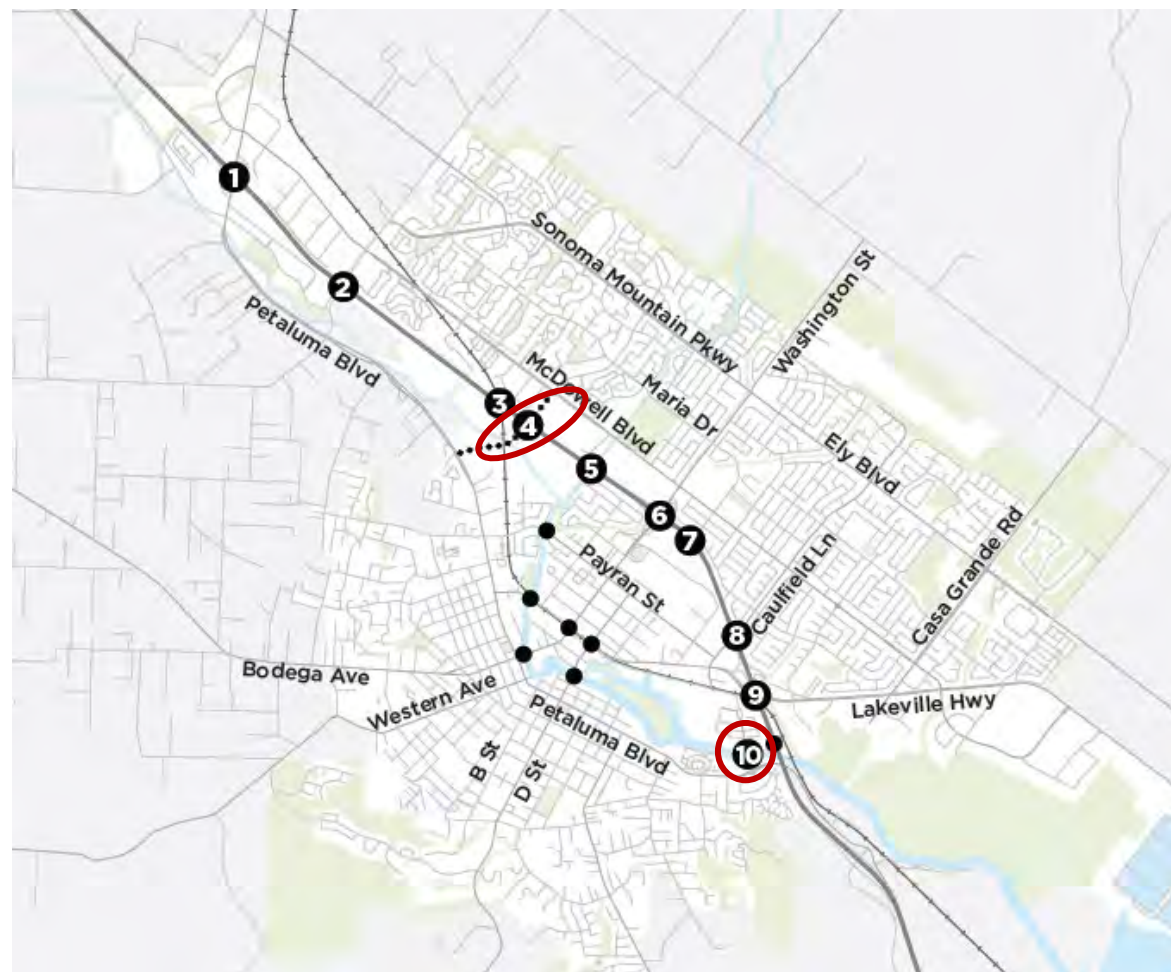 1
2
Sonoma Mountain Pkwy
Washington St
Petaluma Blvd
McDowell Blvd
Maria Dr
3
4
Ely Blvd
5
6
7
Payran St
Caulfield Ln
Casa Grande Rd
8
Bodega Ave
Western Ave
9
Lakeville Hwy
Petaluma Blvd
10
B St
D St